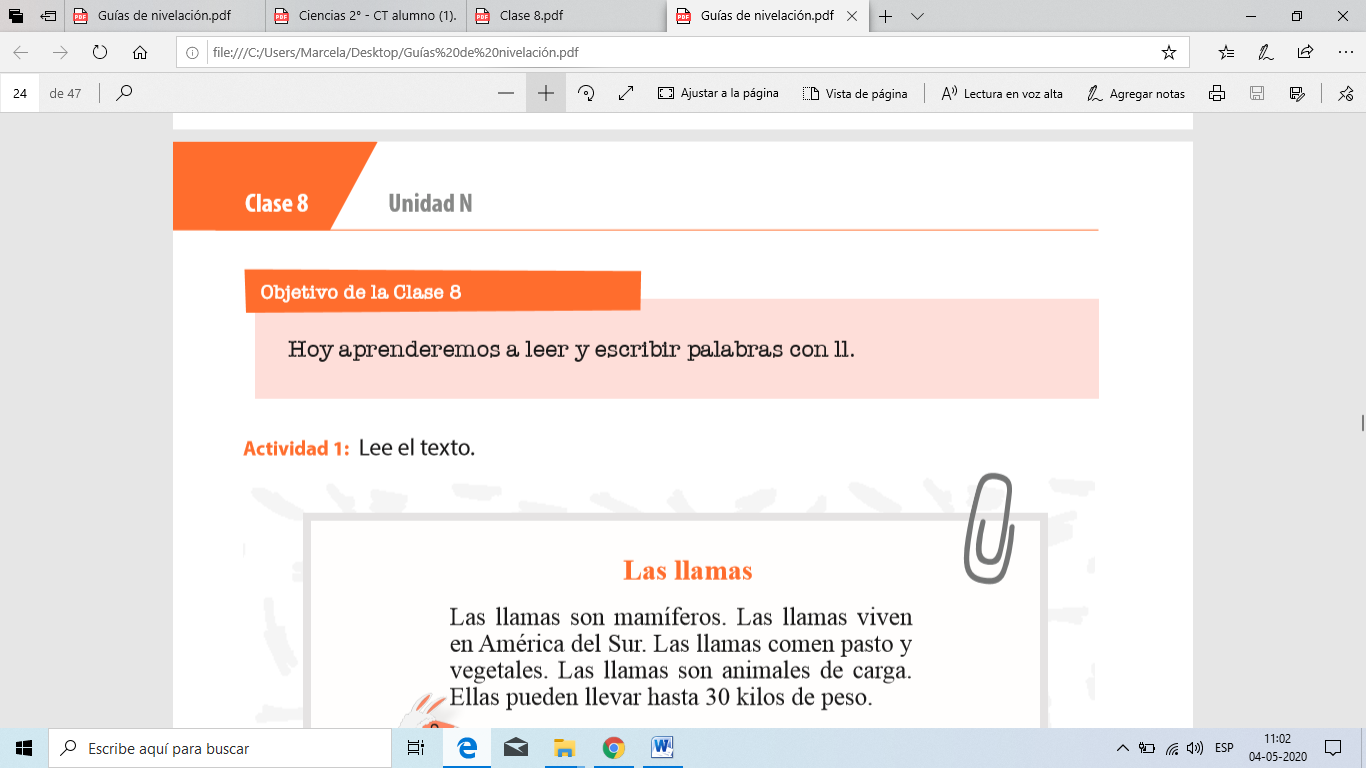 Guías de nivelación.pdf
Ciencias 2° - CT alumno (1).
Clase 8.pdf
Guías de nivelación.pdf
file:///C:/Users/Marcela/Desktop/Guías%20de%20nivelación.pdf
24 de 47
Ajustar a la página
Vista de página
Lectura en voz alta
Agregar notas
Clase 8
Unidad N
Objetivo de la Clase 8
Hoy aprenderemos a leer y escribir palabras con ll.
Actividad 1: Lee el texto.
Las llamas
Las llamas son mamíferos. Las llamas viven
en América del Sur. Las llamas comen pasto y
vegetales. Las llamas son animales de carga.
Ellas pueden llevar hasta 30 kilos de peso.
Escribe aquí para buscar
ESP
11:02
04-05-2020